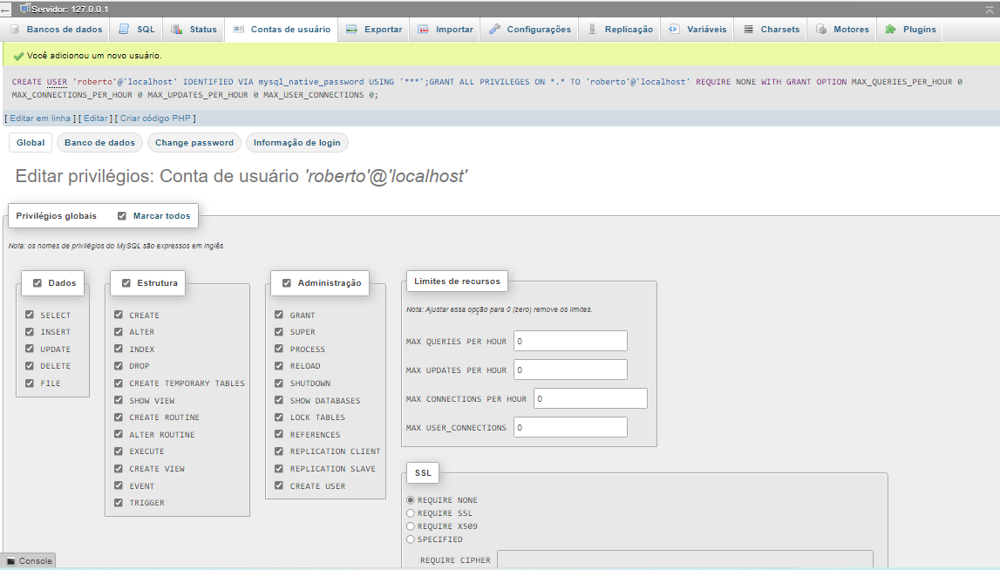 Servidor: 127.0.0.1
Bancos de dados SQL Status Contas de usuário Exportar Importar Configurações Replicação Variáveis Charsets Motores Plugins
Você adicionou um novo usuário.
CREATE USER 'roberto'@'localhost' IDENTIFIED VIA mysql_native_password USING '***';GRANT ALL PRIVILEGES ON *.* TO 'roberto'@'localhost' REQUIRE NONE WITH GRANT OPTION MAX_QUERIES_PER_HOUR 0
MAX_CONNECTIONS_PER_HOUR 0 MAX_UPDATES_PER_HOUR 0 MAX_USER_CONNECTIONS 0;
[ Editar em linha ] [ Editar ] [ Criar código PHP ]
Global Banco de dados Change password Informação de login
Editar privilégios: Conta de usuário 'roberto'@'localhost'
Privilégios globais Marcar todos
Nota: os nomes de privilégios do MySQL são expressos em Inglês.
Dados
SELECT
INSERT
UPDATE
DELETE
FILE
Estrutura
CREATE
ALTER
INDEX
DROP
CREATE TEMPORARY TABLES
SHOW VIEW
CREATE ROUTINE
ALTER ROUTINE
EXECUTE
CREATE VIEW
EVENT
TRIGGER
Administração
GRANT
SUPER
PROCESS
RELOAD
SHUTDOWN
SHOW DATABASES
LOCK TABLES
REFERENCES
REPLICATION CLIENT
REPLICATION SLAVE
CREATE USER
Limites de recursos
Nota: Ajustar essa opção para 0 (zero) remove os limites.
MAX QUERIES PER HOUR 0
MAX UPDATES PER HOUR 0
MAX CONNECTIONS PER HOUR 0
MAX USER_CONNECTIONS 0
SSL
REQUIRE NONE
REQUIRE SSL
REQUIRE X509
SPECIFIED
REQUIRE CIPHER
Console